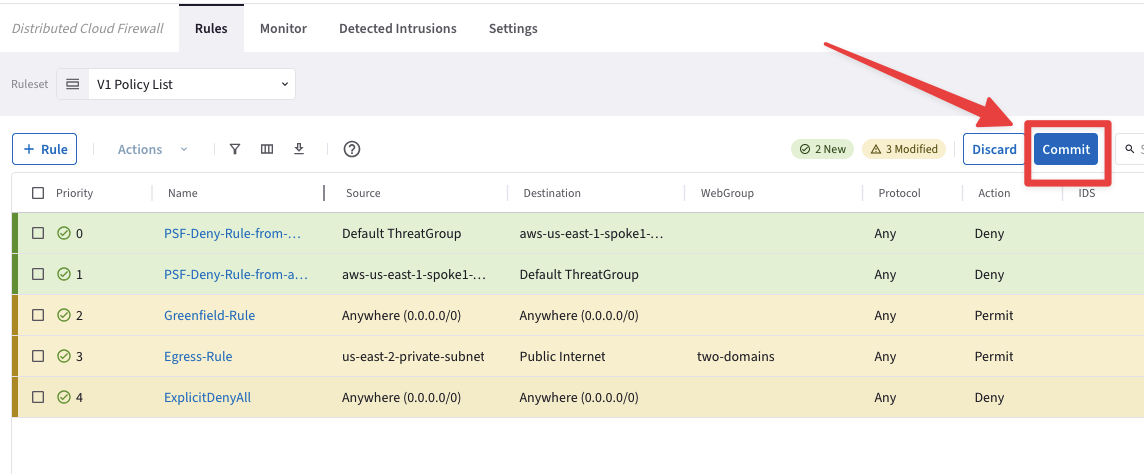 Distributed Cloud Firewall Rules Monitor Detected Intrusions Settings
Ruleset V1 Policy List
+ Rule Actions 2 New 3 Modified Discard Commit S
Priority Name Source Destination WebGroup Protocol Action IDS
0 PSF-Deny-Rule-from-... Default ThreatGroup aws-us-east-1-spoke1-... Any Deny
1 PSF-Deny-Rule-from-a... aws-us-east-1-spoke1-... Default ThreatGroup Any Deny
2 Greenfield-Rule Anywhere (0.0.0.0/0) Anywhere (0.0.0.0/0) Any Permit
3 Egress-Rule us-east-2-private-subnet Public Internet two-domains Any Permit
4 ExplicitDenyAll Anywhere (0.0.0.0/0) Anywhere (0.0.0.0/0) Any Deny